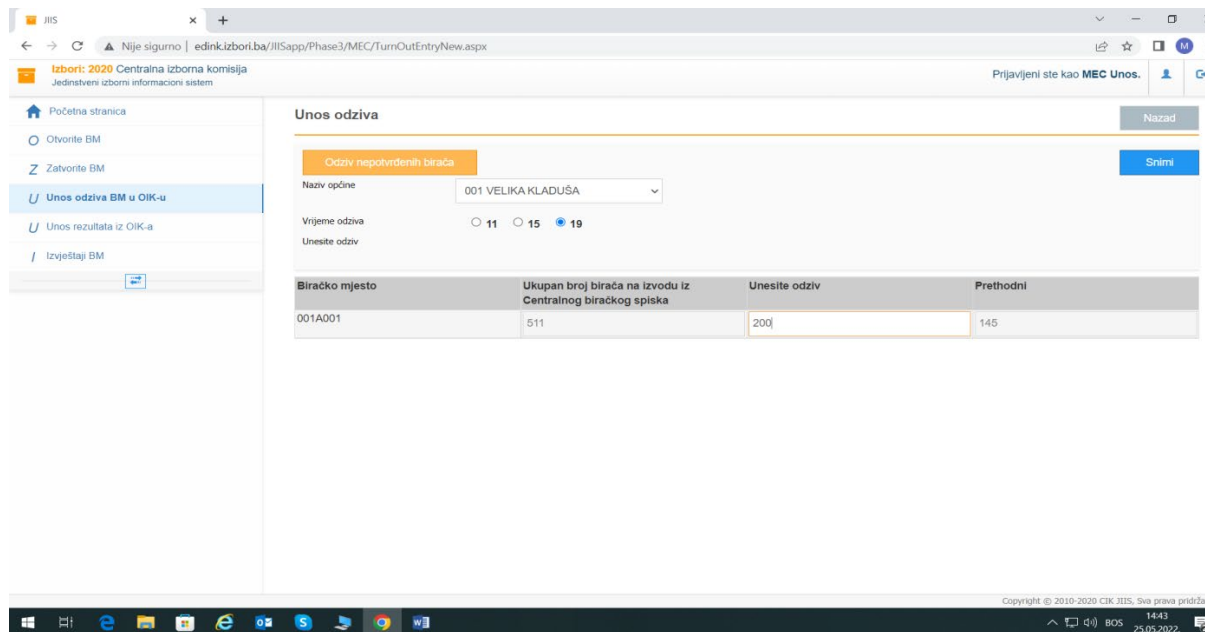 JIIS
Nije sigurno | edink.izbori.ba/JIISapp/Phase3/MEC/TurnOutEntryNew.aspx
M
Izbori: 2020 Centralna izborna komisija
Jedinstveni izborni informacioni sistem
Prijavljeni ste kao MEC Unos.
Početna stranica
O Otvorite BM
Z Zatvorite BM
U Unos odziva BM u OIK-u
U Unos rezultata iz OIK-a
I Izvještaji BM
Unos odziva
Nazad
Odziv nepotvrđenih birača
Snimi
Naziv općine
001 VELIKA KLADUŠA
Vrijeme odziva
11 15 19
Unesite odziv
Biračko mjesto
Ukupan broj birača na izvodu iz
Centralnog biračkog spiska
Unesite odziv
Prethodni
001A001
511
200
145
Copyright © 2010-2020 CIK JIIS, Sva prava pridrža
BOS
14:43
25.05.2022.